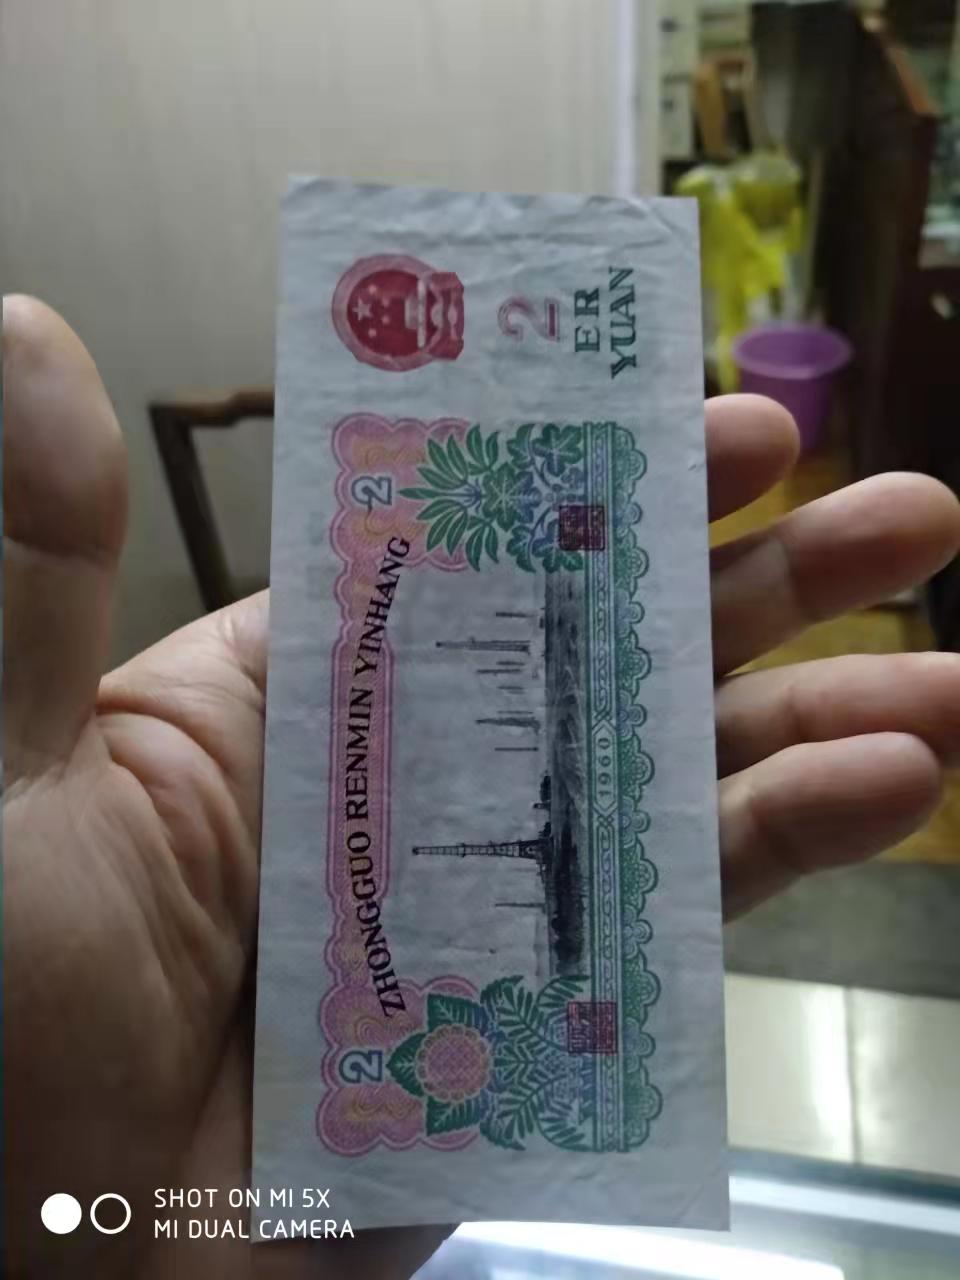 2
ER
YUAN
2
ZHONGGUO RENMIN YINHANG
1960
2
SHOT ON MI 5X
MI DUAL CAMERA